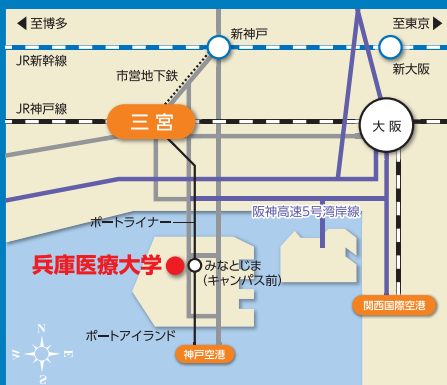 至博多
至東京
新神戸
JR新幹線
新大阪
市営地下鉄
JR神戸線
三宮
大阪
阪神高速5号湾岸線
ポートライナー
兵庫医療大学
みなとじま
(キャンパス前)
関西国際空港
ポートアイランド
神戸空港
N
W
E
S